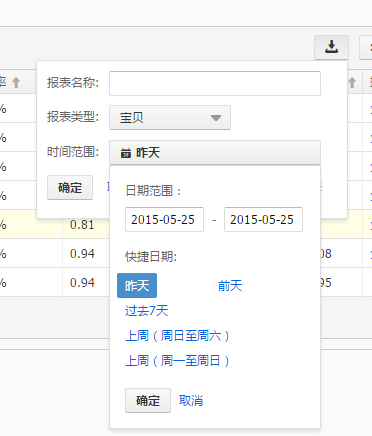 率
%
报表名称:
%
报表类型: 宝贝
%
时间范围: 昨天
%
确定
日期范围：
%
0.81
2015-05-25 - 2015-05-25
%
0.94
快捷日期:
08
%
0.94
昨天 前天
95
过去7天
上周（周日至周六）
上周（周一至周日）
确定 取消